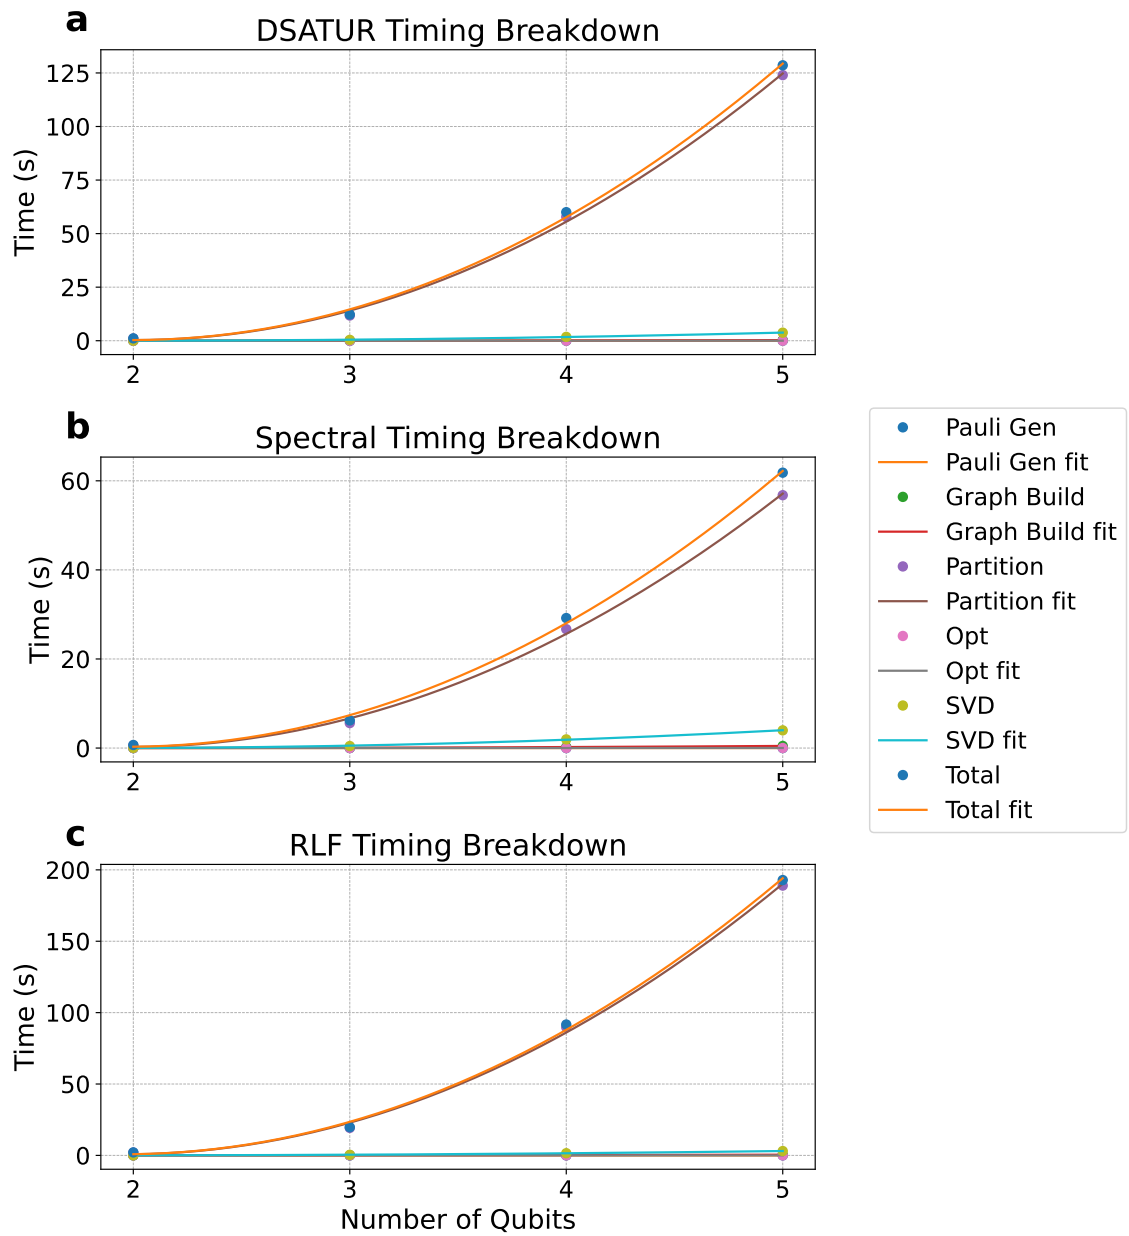 a
DSATUR Timing Breakdown
125
100
75
50
25
0
Time (s)
2 3 4 5
b
Spectral Timing Breakdown
60
40
20
0
Time (s)
2 3 4 5
Pauli Gen
Pauli Gen fit
Graph Build
Graph Build fit
Partition
Partition fit
Opt
Opt fit
SVD
SVD fit
Total
Total fit
c
RLF Timing Breakdown
200
150
100
50
0
Time (s)
2 3 4 5
Number of Qubits